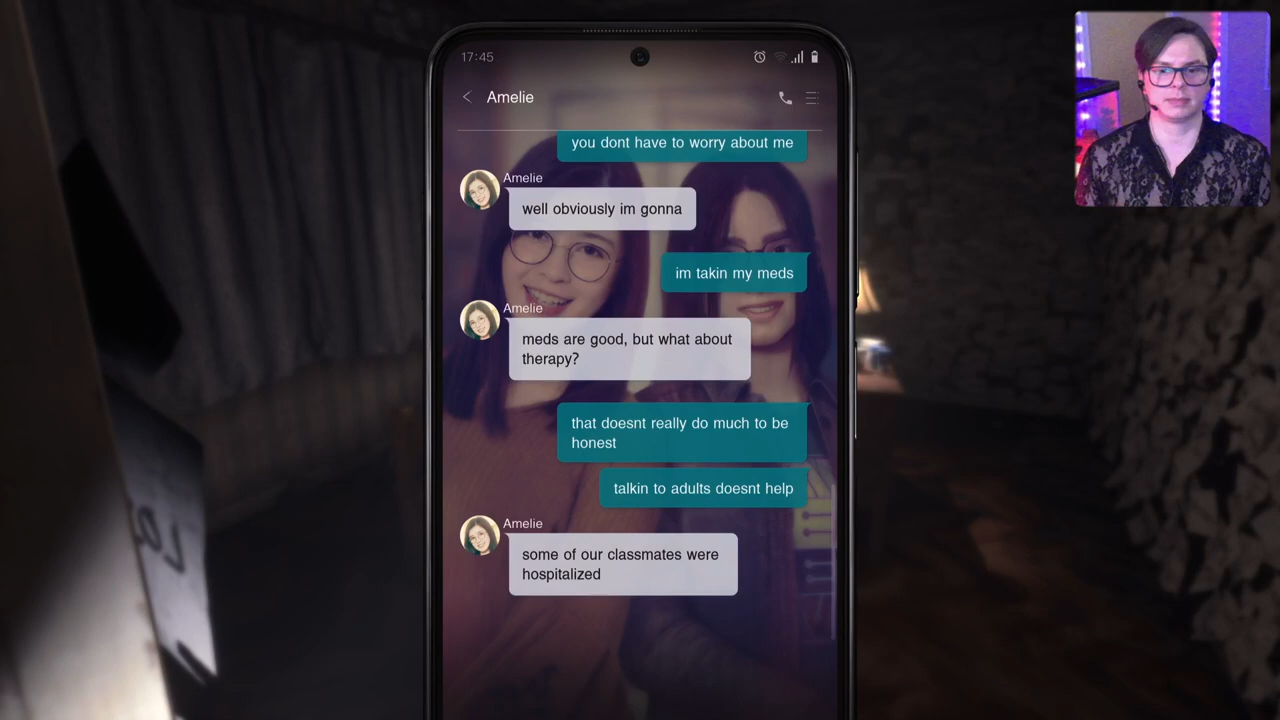 17:45
Amelie
you dont have to worry about me
Amelie
well obviously im gonna
im takin my meds
Amelie
meds are good, but what about
therapy?
that doesnt really do much to be
honest
talkin to adults doesnt help
Amelie
some of our classmates were
hospitalized